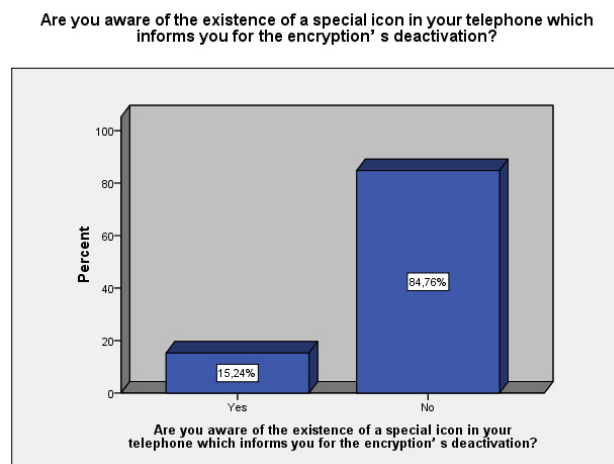 Are you aware of the existence of a special icon in your telephone which
informs you for the encryption’ s deactivation?
100
80
60
40
20
0
Percent
15,24%
84,76%
Yes
No
Are you aware of the existence of a special icon in your
telephone which informs you for the encryption’ s deactivation?